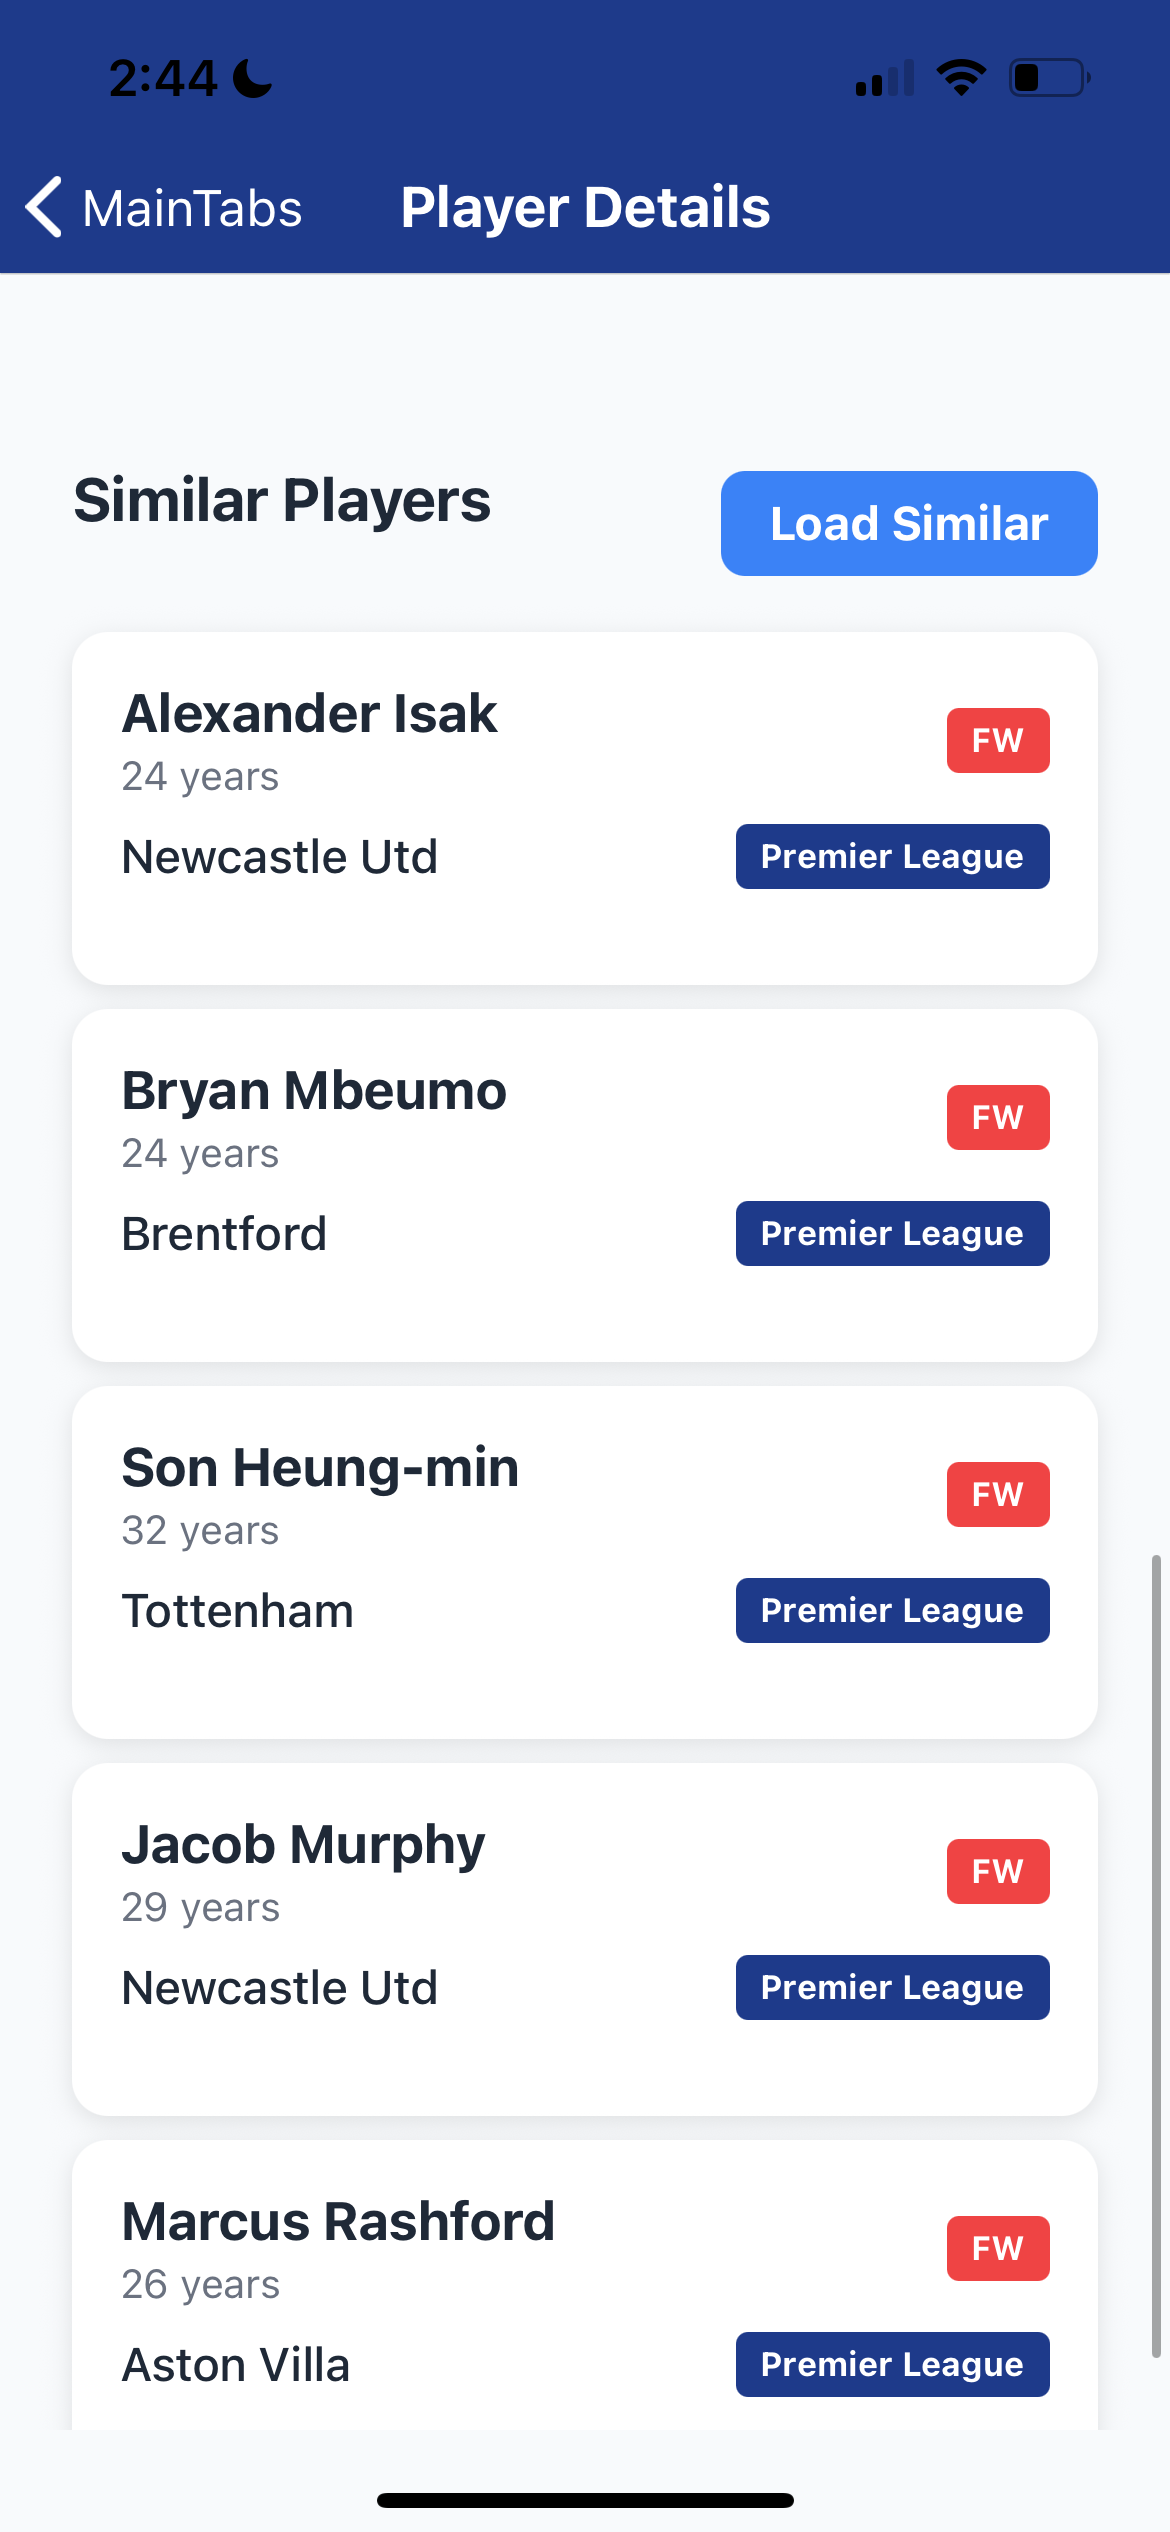 2:44
MainTabs
Player Details
Similar Players
Load Similar
Alexander Isak
FW
24 years
Newcastle Utd
Premier League
Bryan Mbeumo
FW
24 years
Brentford
Premier League
Son Heung-min
FW
32 years
Tottenham
Premier League
Jacob Murphy
FW
29 years
Newcastle Utd
Premier League
Marcus Rashford
FW
26 years
Aston Villa
Premier League